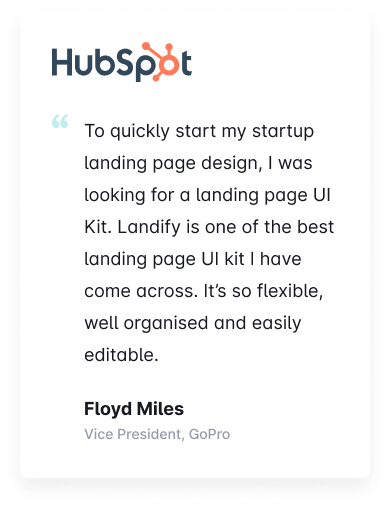 HubSpot
“
To quickly start my startup
landing page design, I was
looking for a landing page UI
Kit. Landify is one of the best
landing page UI kit I have
come across. It’s so flexible,
well organised and easily
editable.
Floyd Miles
Vice President, GoPro